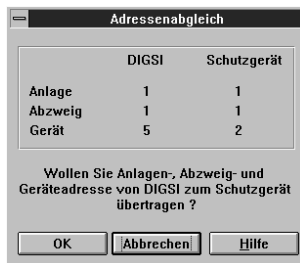 Adressenabgleich
DIGSI Schutzgerät
Anlage 1 1
Abzweig 1 1
Gerät 5 2
Wollen Sie Anlagen-, Abzweig- und
Geräteadresse von DIGSI zum Schutzgerät
übertragen ?
OK Abbrechen Hilfe